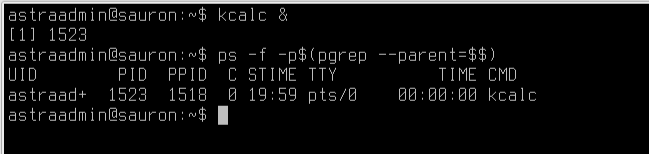 astraadmin@sauron:~$ kcalc &
[1] 1523
astraadmin@sauron:~$ ps -f -p$(pgrep --parent=$$)
UID        PID  PPID  C STIME TTY          TIME CMD
astraad+  1523  1518  0 19:59 pts/0    00:00:00 kcalc
astraadmin@sauron:~$